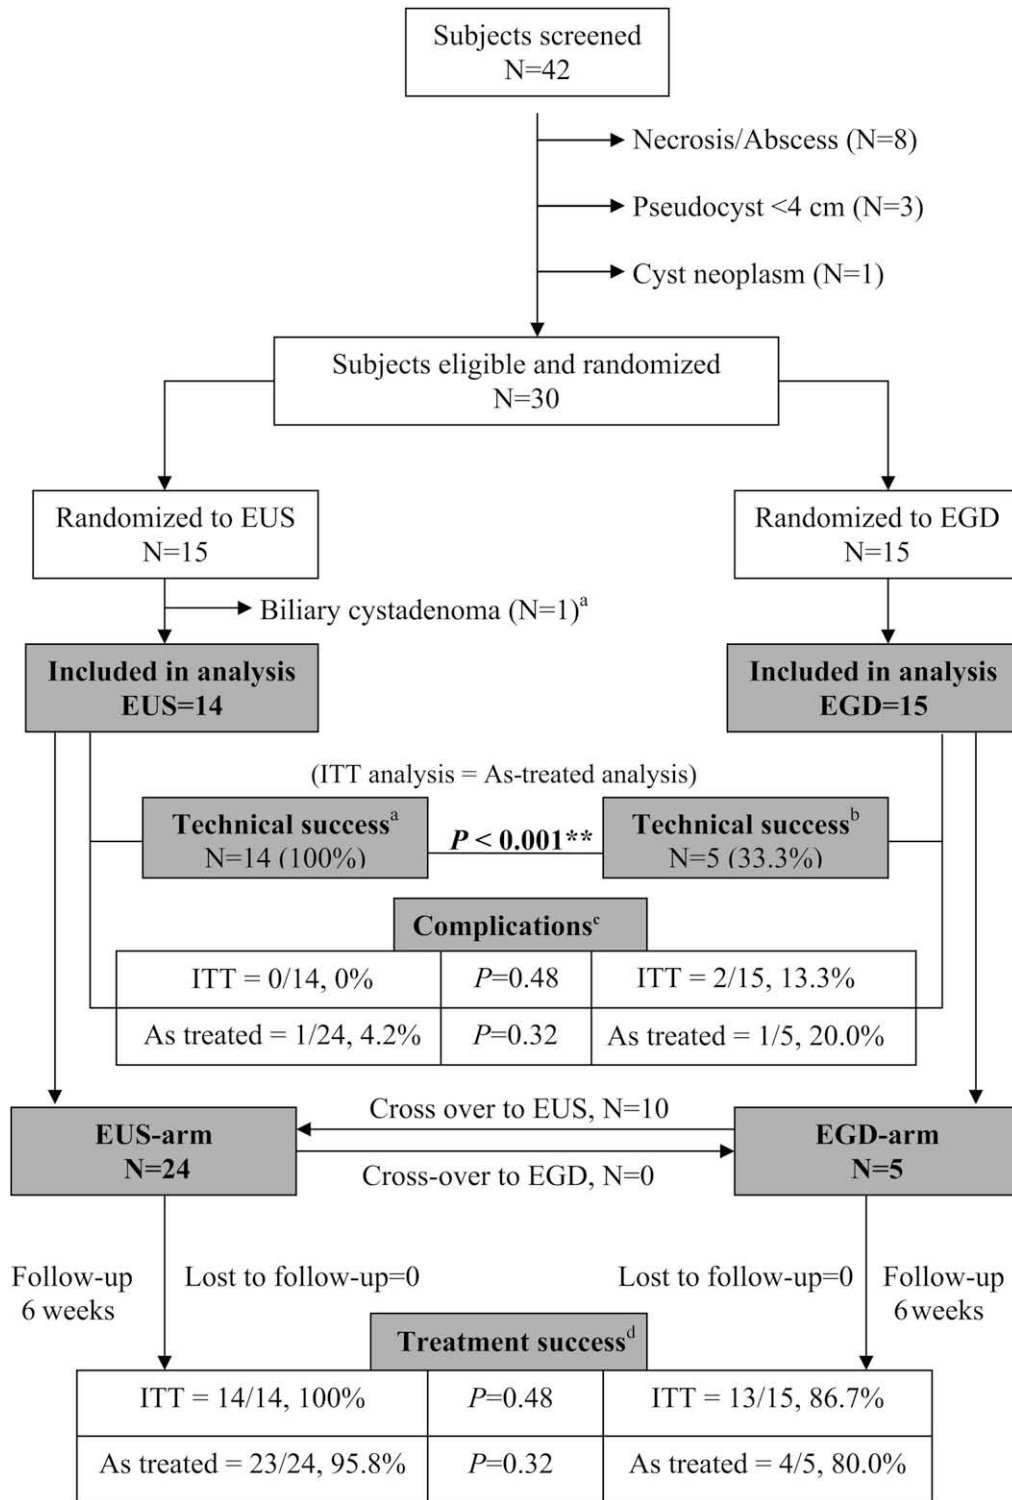 Subjects screened
N=42
Necrosis/Abscess (N=8)
Pseudocyst <4 cm (N=3)
Cyst neoplasm (N=1)
Subjects eligible and randomized
N=30
Randomized to EUS
N=15
Randomized to EGD
N=15
Biliary cystadenoma (N=1)a
Included in analysis
EUS=14
Included in analysis
EGD=15
(ITT analysis = As-treated analysis)
Technical successa
N=14 (100%)
P < 0.001**
Technical successb
N=5 (33.3%)
Complicationsc
ITT = 0/14, 0% P=0.48 ITT = 2/15, 13.3%
As treated = 1/24, 4.2% P=0.32 As treated = 1/5, 20.0%
EUS-arm
N=24
Cross over to EUS, N=10
Cross-over to EGD, N=0
EGD-arm
N=5
Follow-up
6 weeks
Lost to follow-up=0
Lost to follow-up=0
Follow-up
6 weeks
Treatment successd
ITT = 14/14, 100% P=0.48 ITT = 13/15, 86.7%
As treated = 23/24, 95.8% P=0.32 As treated = 4/5, 80.0%